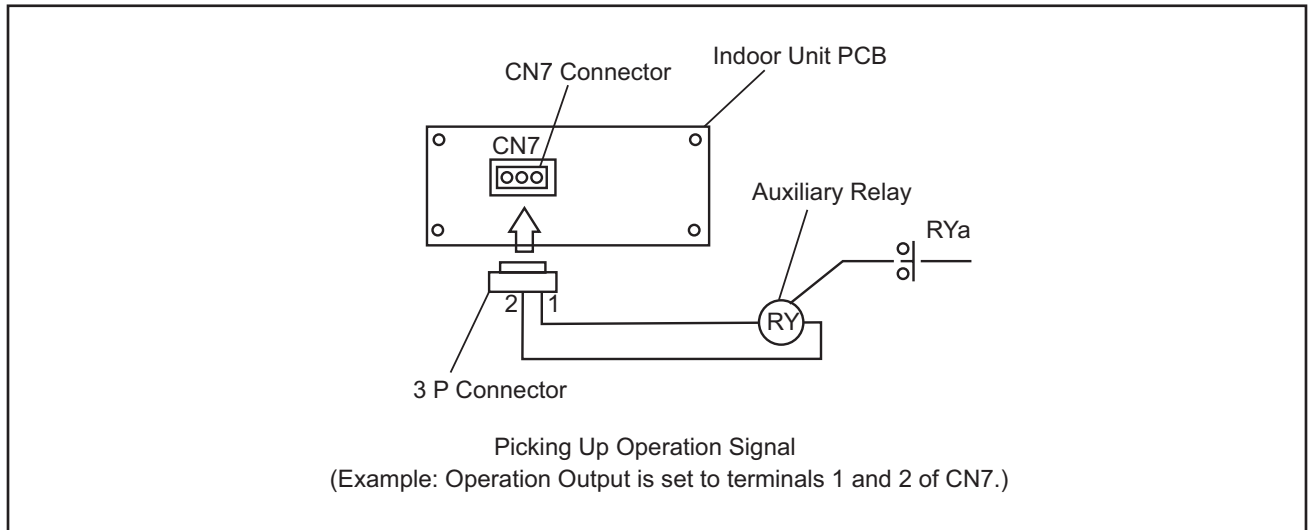 Indoor Unit PCB
CN7 Connector
CN7
Auxiliary Relay
RYa
2 1
RY
3 P Connector
Picking Up Operation Signal
(Example: Operation Output is set to terminals 1 and 2 of CN7.)